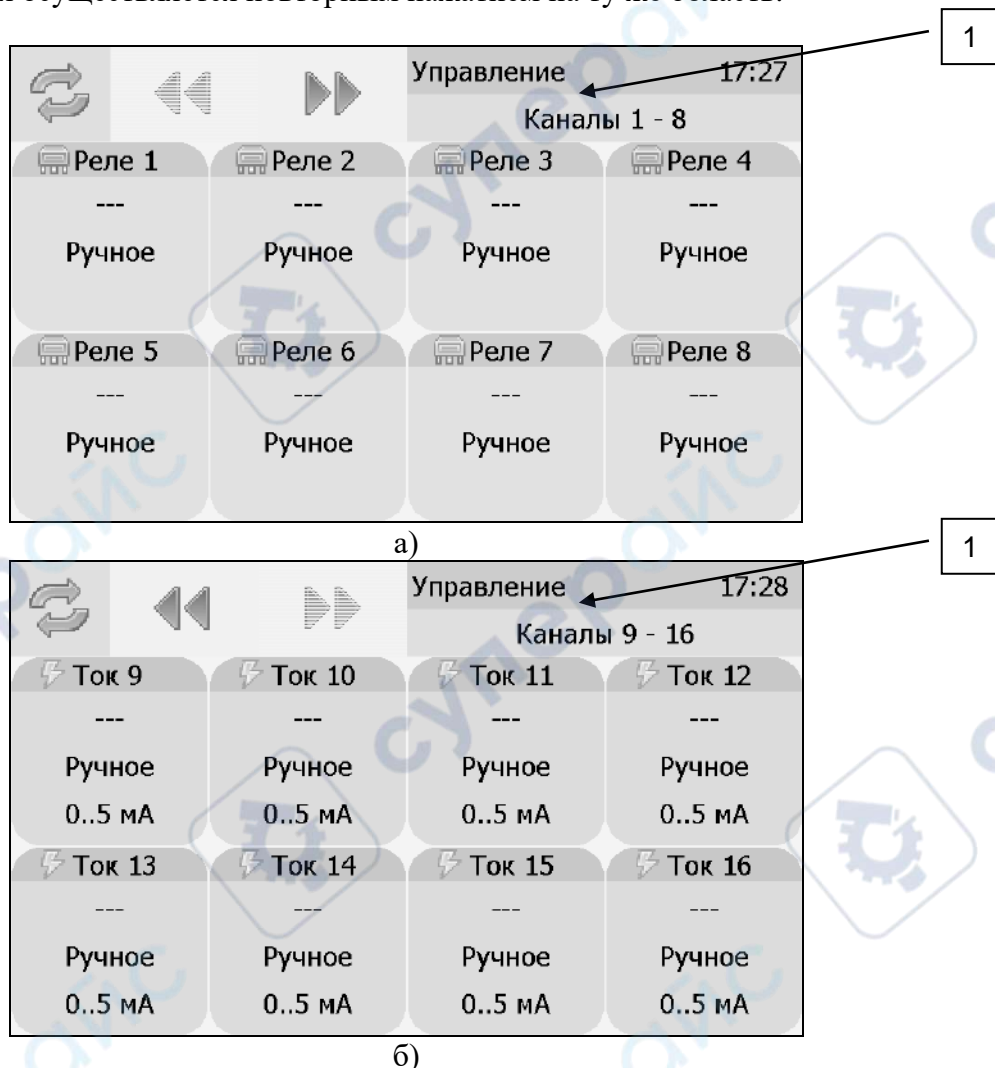 осуществляется повторным нажатием на ту же область.
1
Управление 17:27
Каналы 1 - 8
Реле 1 Реле 2 Реле 3 Реле 4
--- --- --- ---
Ручное Ручное Ручное Ручное
Реле 5 Реле 6 Реле 7 Реле 8
--- --- --- ---
Ручное Ручное Ручное Ручное
а)
1
Управление 17:28
Каналы 9 - 16
Ток 9 Ток 10 Ток 11 Ток 12
--- --- --- ---
Ручное Ручное Ручное Ручное
0..5 мА 0..5 мА 0..5 мА 0..5 мА
Ток 13 Ток 14 Ток 15 Ток 16
--- --- --- ---
Ручное Ручное Ручное Ручное
0..5 мА 0..5 мА 0..5 мА 0..5 мА
б)